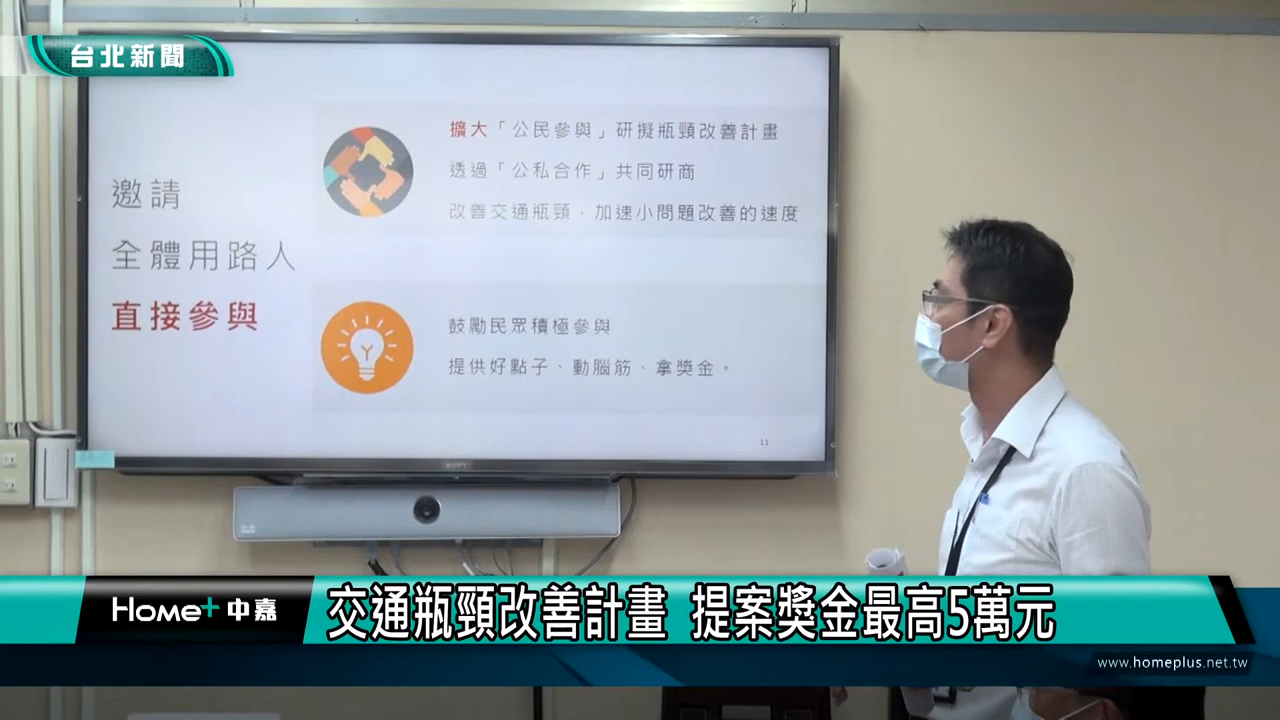 台北新聞
邀請
全體用路人
直接參與
擴大「公民參與」研擬瓶頸改善計畫
透過「公私合作」共同研商
改善交通瓶頸，加速小問題改善的速度
鼓勵民眾積極參與
提供好點子、動腦筋、拿獎金。
11
SONY
Home+中嘉
交通瓶頸改善計畫 提案獎金最高5萬元
www.homeplus.net.tw